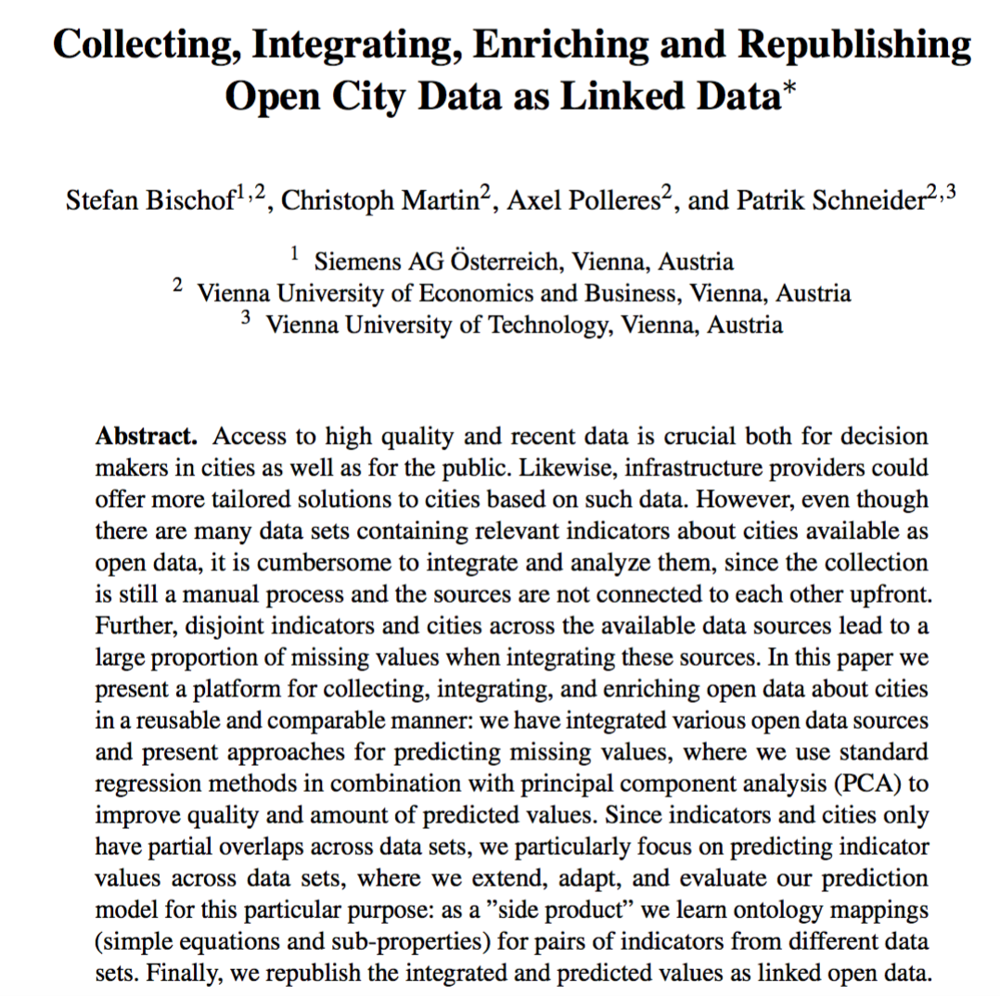 Collecting, Integrating, Enriching and Republishing
Open City Data as Linked Data*
Stefan Bischof1,2, Christoph Martin2, Axel Polleres2, and Patrik Schneider2,3
1 Siemens AG Österreich, Vienna, Austria
2 Vienna University of Economics and Business, Vienna, Austria
3 Vienna University of Technology, Vienna, Austria
Abstract. Access to high quality and recent data is crucial both for decision
makers in cities as well as for the public. Likewise, infrastructure providers could
offer more tailored solutions to cities based on such data. However, even though
there are many data sets containing relevant indicators about cities available as
open data, it is cumbersome to integrate and analyze them, since the collection
is still a manual process and the sources are not connected to each other upfront.
Further, disjoint indicators and cities across the available data sources lead to a
large proportion of missing values when integrating these sources. In this paper we
present a platform for collecting, integrating, and enriching open data about cities
in a reusable and comparable manner: we have integrated various open data sources
and present approaches for predicting missing values, where we use standard
regression methods in combination with principal component analysis (PCA) to
improve quality and amount of predicted values. Since indicators and cities only
have partial overlaps across data sets, we particularly focus on predicting indicator
values across data sets, where we extend, adapt, and evaluate our prediction
model for this particular purpose: as a ”side product” we learn ontology mappings
(simple equations and sub-properties) for pairs of indicators from different data
sets. Finally, we republish the integrated and predicted values as linked open data.